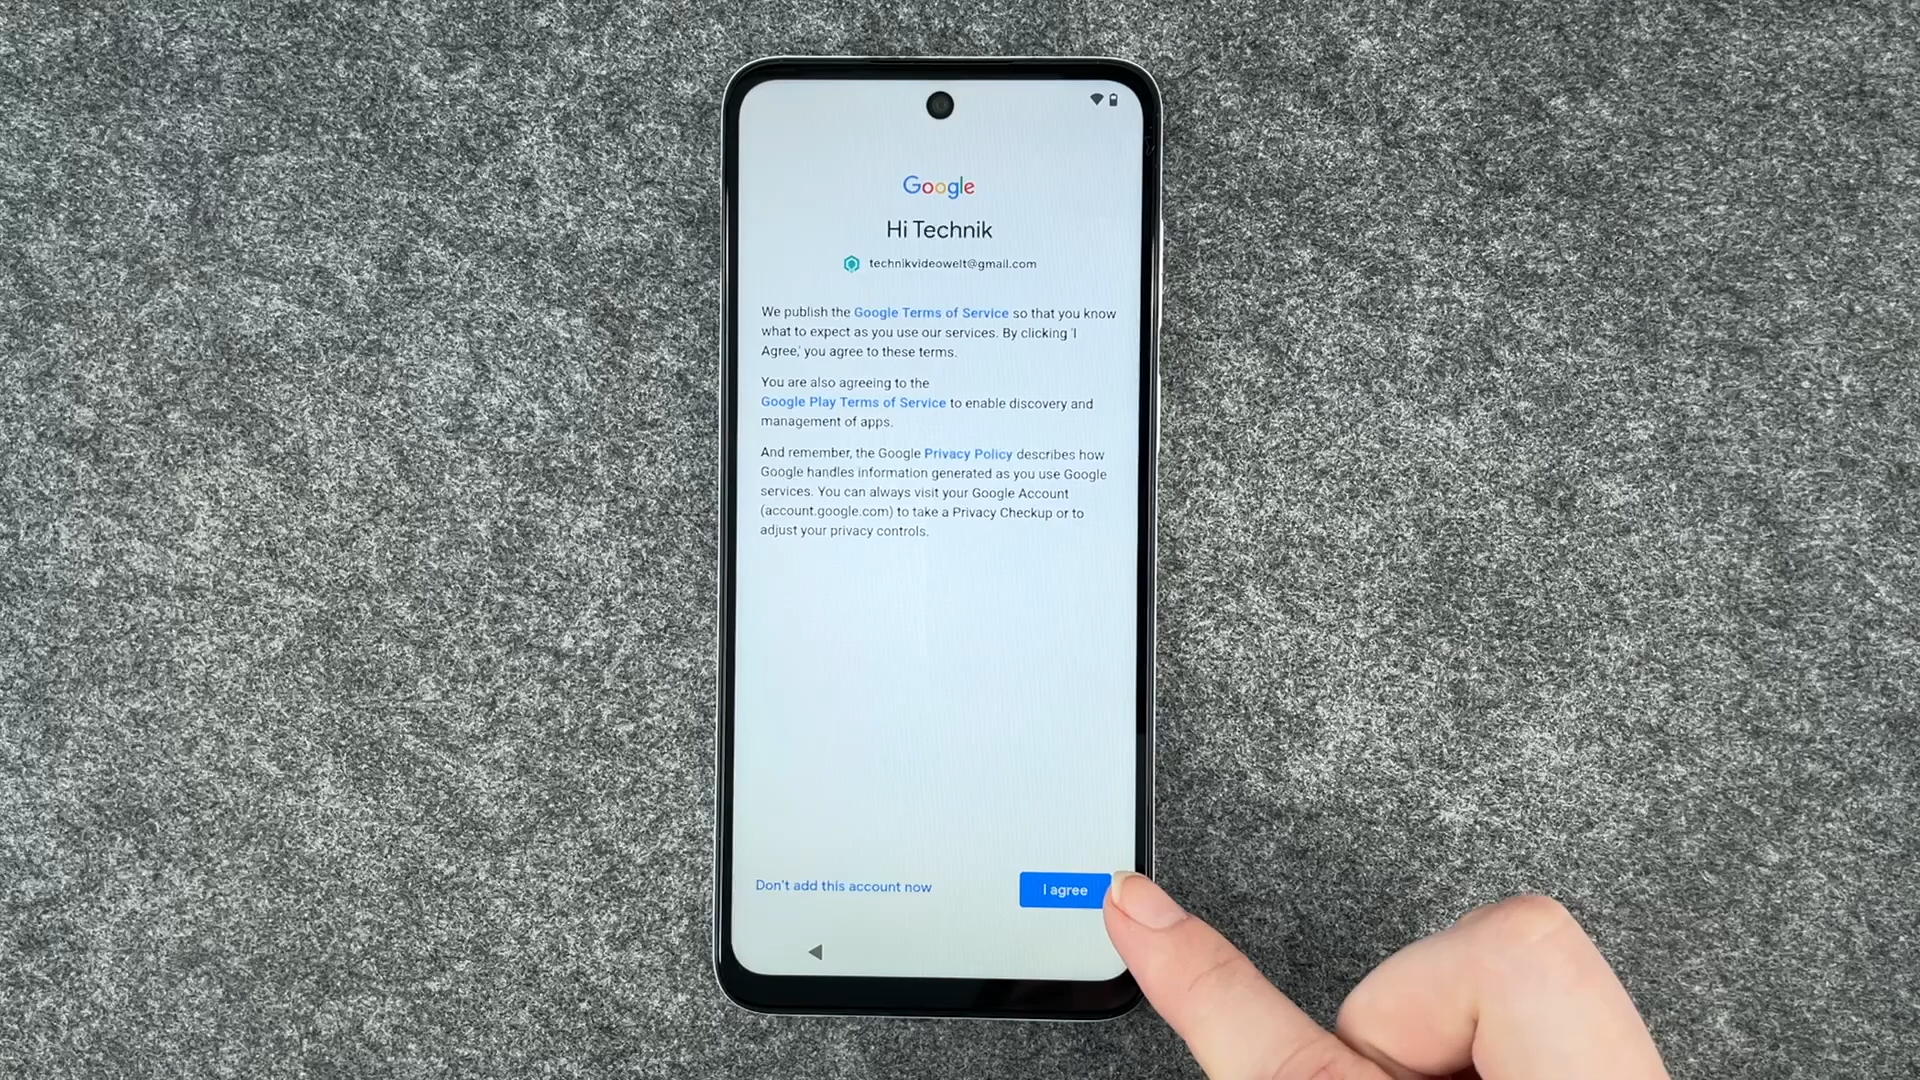 Google
Hi Technik
technikvideowelt@gmail.com
We publish the Google Terms of Service so that you know
what to expect as you use our services. By clicking 'I
Agree,' you agree to these terms.
You are also agreeing to the
Google Play Terms of Service to enable discovery and
management of apps.
And remember, the Google Privacy Policy describes how
Google handles information generated as you use Google
services. You can always visit your Google Account
(account.google.com) to take a Privacy Checkup or to
adjust your privacy controls.
Don't add this account now
I agree